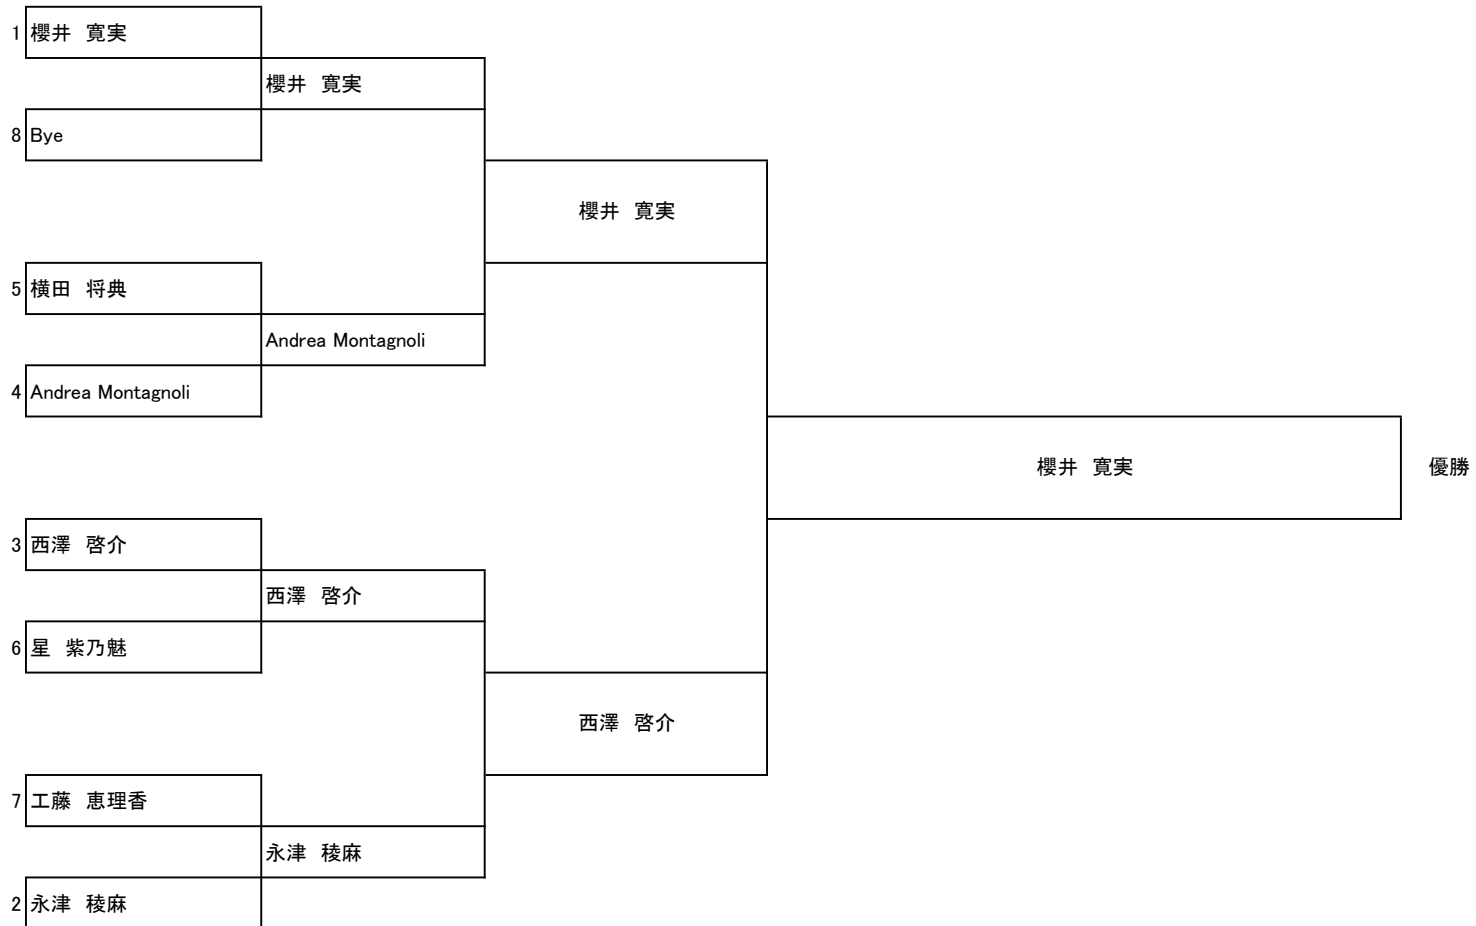 1 櫻井　寛実
櫻井　寛実
8 Bye
櫻井　寛実
5 横田　将典
Andrea Montagnoli
4 Andrea Montagnoli
櫻井　寛実　優勝
3 西澤　啓介
西澤　啓介
6 星　紫乃魅
西澤　啓介
7 工藤　恵理香
永津　稜麻
2 永津　稜麻